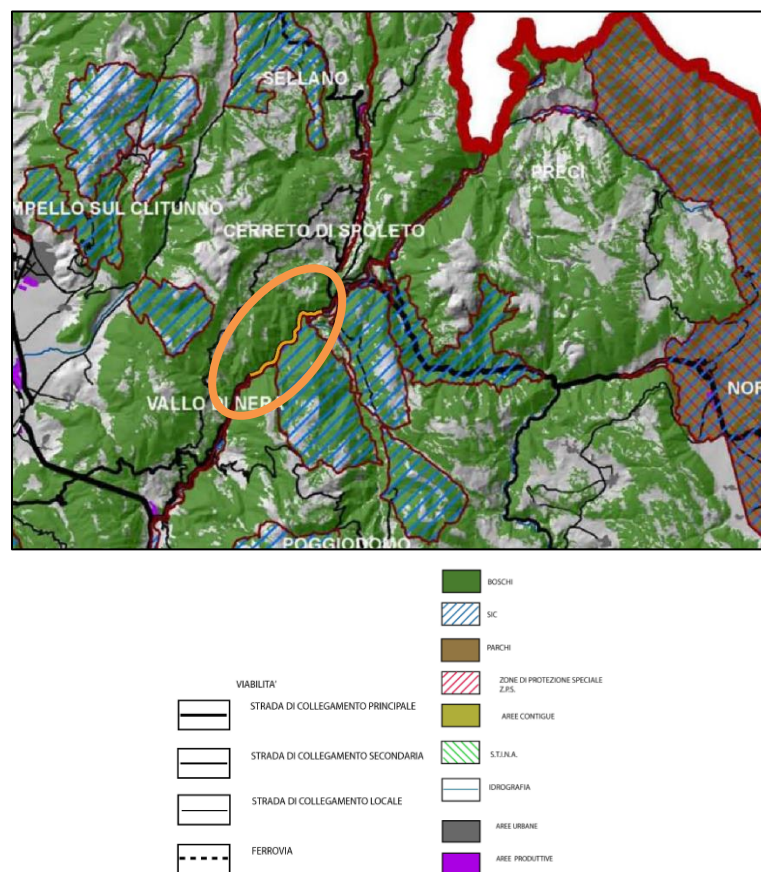 SELLANO
PRECI
MPELLO SUL CLITUNNO
CERRETO DI SPOLETO
NOR
VALLO DI NERA
POGGIODOMO
BOSCHI
SIC
PARCHI
VIABILITA'
ZONE DI PROTEZIONE SPECIALE
Z.P.S.
STRADA DI COLLEGAMENTO PRINCIPALE
AREE CONTIGUE
STRADA DI COLLEGAMENTO SECONDARIA
S.T.I.N.A.
IDROGRAFIA
STRADA DI COLLEGAMENTO LOCALE
AREE URBANE
FERROVIA
AREE PRODUTTIVE